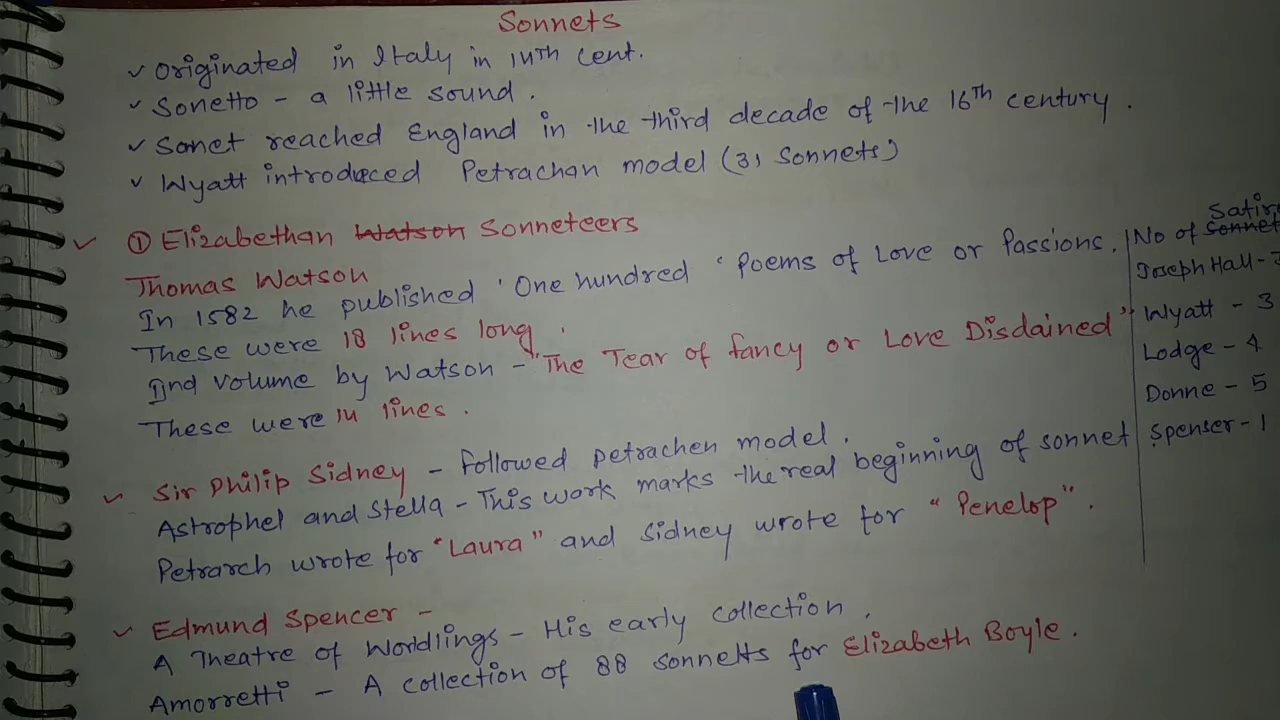 Sonnets
✓ Originated in Italy in 14th cent.
✓ Sonetto - a little sound.
✓ Sonnet reached England in the third decade of the 16th century.
✓ Wyatt introduced Petrachan model (31 Sonnets)
✓ ① Elizabethan Watson Sonneteers
Thomas Watson
In 1582 he published 'One hundred 'Poems of Love or Passions.
These were 18 lines long.
IInd volume by Watson - "The Tear of fancy or Love Disdained"
These were 14 lines.
✓ Sir Philip Sidney - Followed petrachen model.
Astrophel and Stella - This work marks the real beginning of sonnet
Petrarch wrote for "Laura" and Sidney wrote for "Penelop".
✓ Edmund Spencer -
A Theatre of Worldlings - His early collection.
Amorretti - A collection of 88 sonnetts for Elizabeth Boyle.
No of Sonnet
Joseph Hall -
Wyatt - 3
Lodge - 4
Donne - 5
Spenser - 1